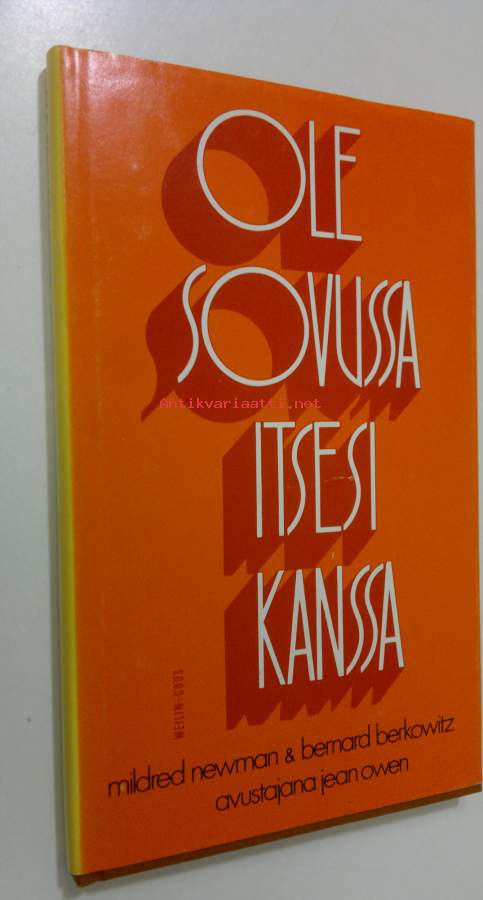 OLE
SOVUSSA
Antikvariaatti.net
ITSESI
KANSSA
WEILIN+GÖÖS
mildred newman & bernard berkowitz
avustajana jean owen